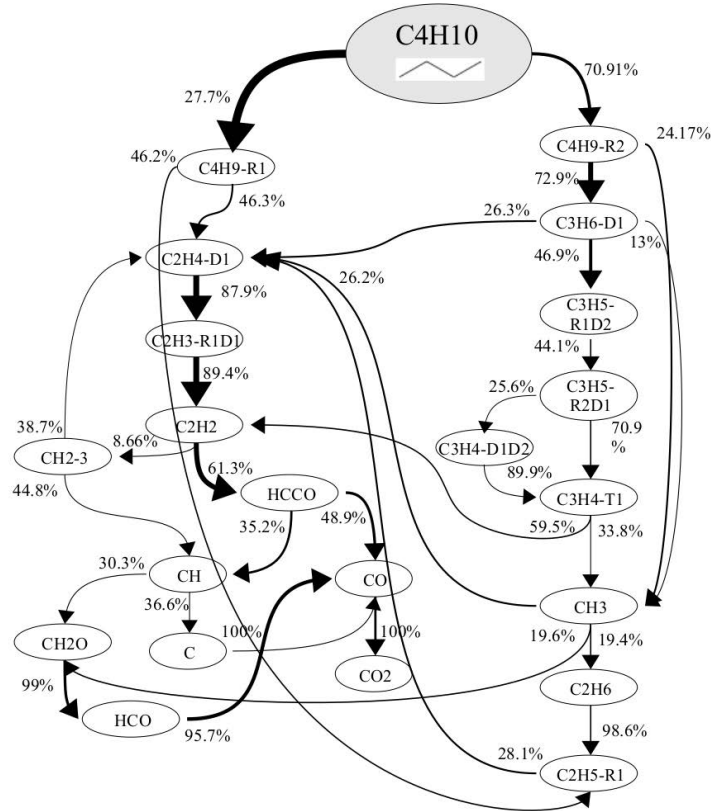 C4H10
27.7%
70.91%
46.2%
C4H9-R1
C4H9-R2
24.17%
46.3%
72.9%
26.3%
C3H6-D1
13%
C2H4-D1
46.9%
26.2%
87.9%
C3H5-
R1D2
C2H3-R1D1
44.1%
89.4%
25.6%
C3H5-
R2D1
38.7%
C2H2
70.9
%
8.66%
C3H4-D1D2
CH2-3
61.3%
89.9%
44.8%
HCCO
C3H4-T1
35.2%
48.9%
59.5%
33.8%
30.3%
CH
CO
36.6%
CH3
CH2O
C
100%
100%
19.6%
19.4%
CO2
99%
C2H6
HCO
95.7%
98.6%
28.1%
C2H5-R1